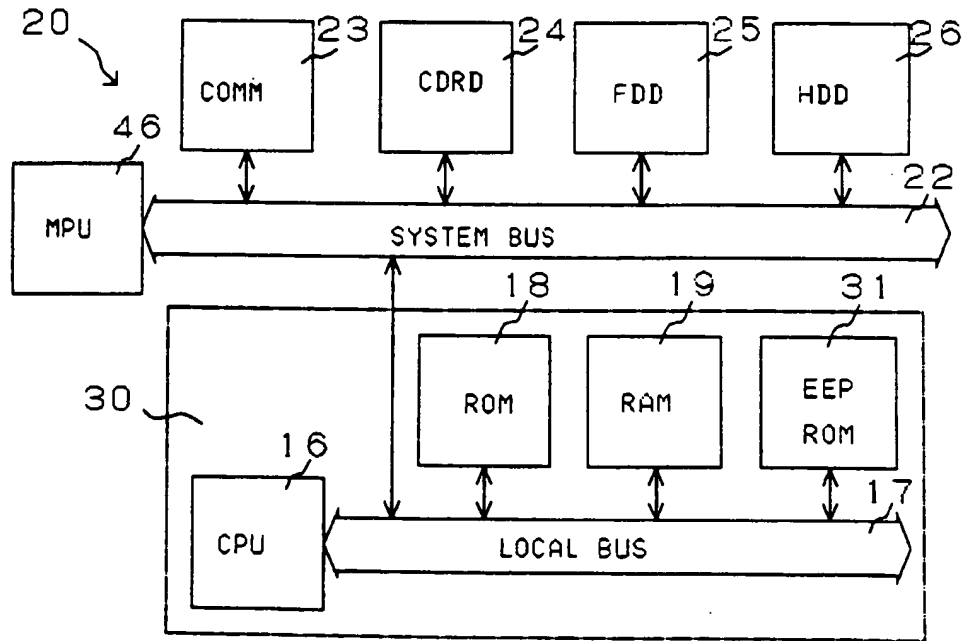 20
23
24
25
26
COMM
CDRD
FDD
HDD
46
MPU
22
SYSTEM BUS
18
19
31
ROM
RAM
EEP
ROM
30
16
CPU
17
LOCAL BUS